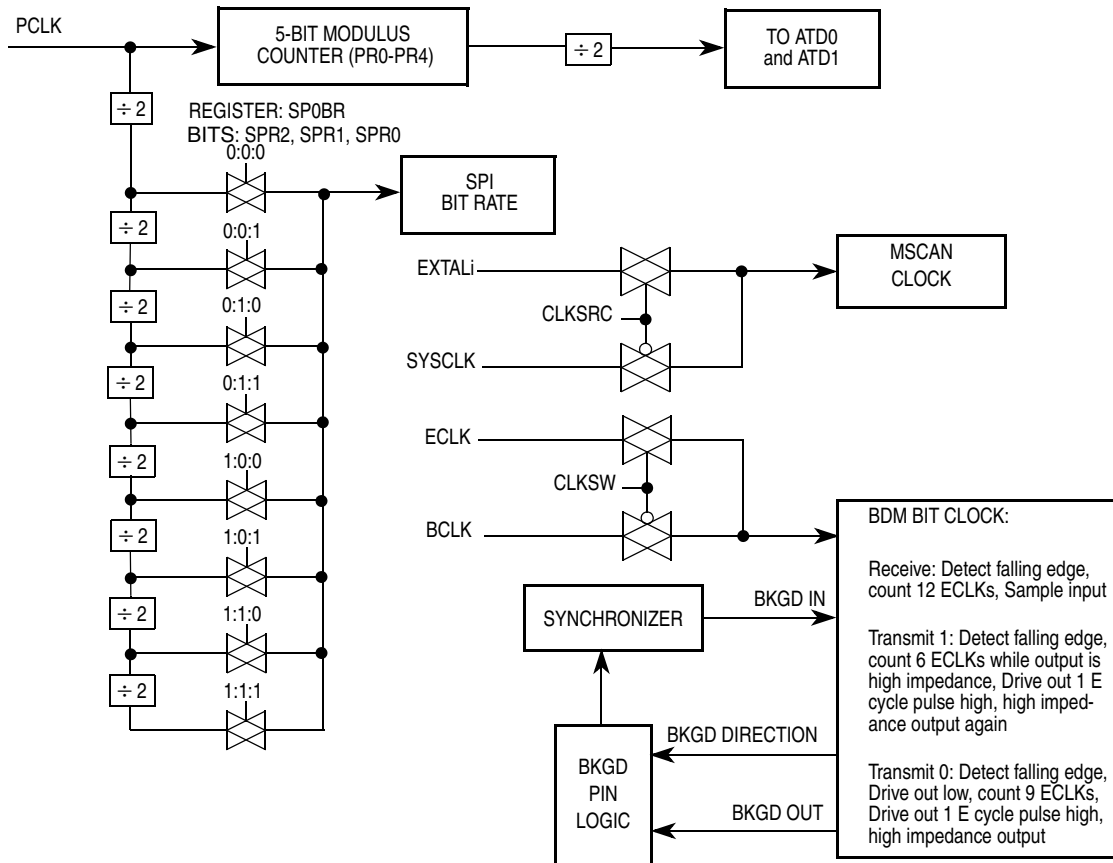 PCLK
5-BIT MODULUS
COUNTER (PR0-PR4)
÷ 2
TO ATD0
and ATD1
÷ 2
REGISTER: SP0BR
BITS: SPR2, SPR1, SPR0
0:0:0
SPI
BIT RATE
÷ 2
0:0:1
÷ 2
0:1:0
÷ 2
0:1:1
÷ 2
1:0:0
÷ 2
1:0:1
÷ 2
1:1:0
÷ 2
1:1:1
EXTALi
MSCAN
CLOCK
CLKSRC
SYSCLK
ECLK
CLKSW
BCLK
BDM BIT CLOCK:
Receive: Detect falling edge,
count 12 ECLKs, Sample input
Transmit 1: Detect falling edge,
count 6 ECLKs while output is
high impedance, Drive out 1 E
cycle pulse high, high imped-
ance output again
Transmit 0: Detect falling edge,
Drive out low, count 9 ECLKs,
Drive out 1 E cycle pulse high,
high impedance output
SYNCHRONIZER
BKGD IN
BKGD DIRECTION
BKGD
PIN
LOGIC
BKGD OUT